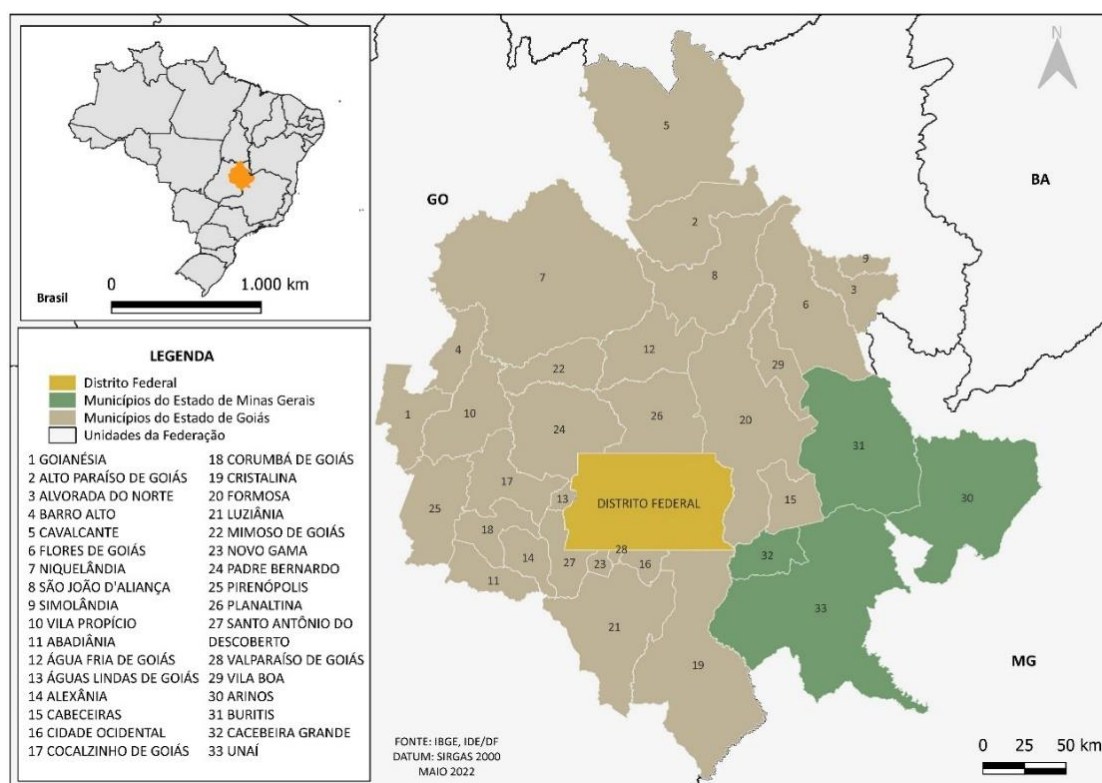 N
5
GO
BA
2
9
8
3
7
6
0
1.000 km
Brasil
4
12
22
29
LEGENDA
1
10
24
26
20
31
Distrito Federal
Municípios do Estado de Minas Gerais
Municípios do Estado de Goiás
Unidades da Federação
13
DISTRITO FEDERAL
15
30
17
25
18
14
27
23
28
16
32
11
33
21
19
MG
1 GOIANÉSIA
2 ALTO PARAÍSO DE GOIÁS
3 ALVORADA DO NORTE
4 BARRO ALTO
5 CAVALCANTE
6 FLORES DE GOIÁS
7 NIQUELÂNDIA
8 SÃO JOÃO D'ALIANÇA
9 SIMOLÂNDIA
10 VILA PROPÍCIO
11 ABADIÂNIA
12 ÁGUA FRIA DE GOIÁS
13 ÁGUAS LINDAS DE GOIÁS
14 ALEXÂNIA
15 CABECEIRAS
16 CIDADE OCIDENTAL
17 COCALZINHO DE GOIÁS
18 CORUMBÁ DE GOIÁS
19 CRISTALINA
20 FORMOSA
21 LUZIÂNIA
22 MIMOSO DE GOIÁS
23 NOVO GAMA
24 PADRE BERNARDO
25 PIRENÓPOLIS
26 PLANALTINA
27 SANTO ANTÔNIO DO
DESCOBERTO
28 VALPARAÍSO DE GOIÁS
29 VILA BOA
30 ARINOS
31 BURITIS
32 CACEBEIRA GRANDE
33 UNAÍ
FONTE: IBGE, IDE/DF
DATUM: SIRGAS 2000
MAIO 2022
0 25 50 km